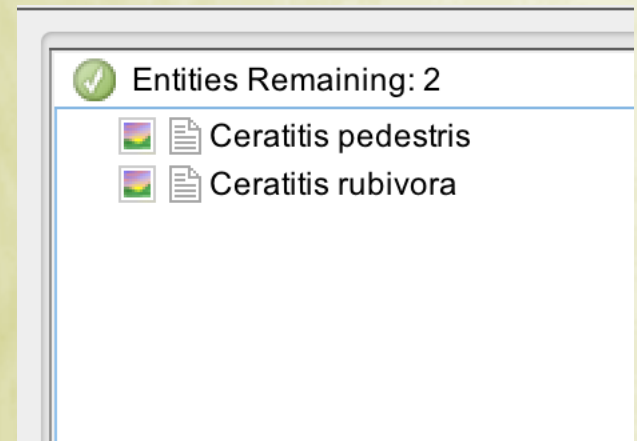 Entities Remaining: 2
Ceratitis pedestris
Ceratitis rubivora